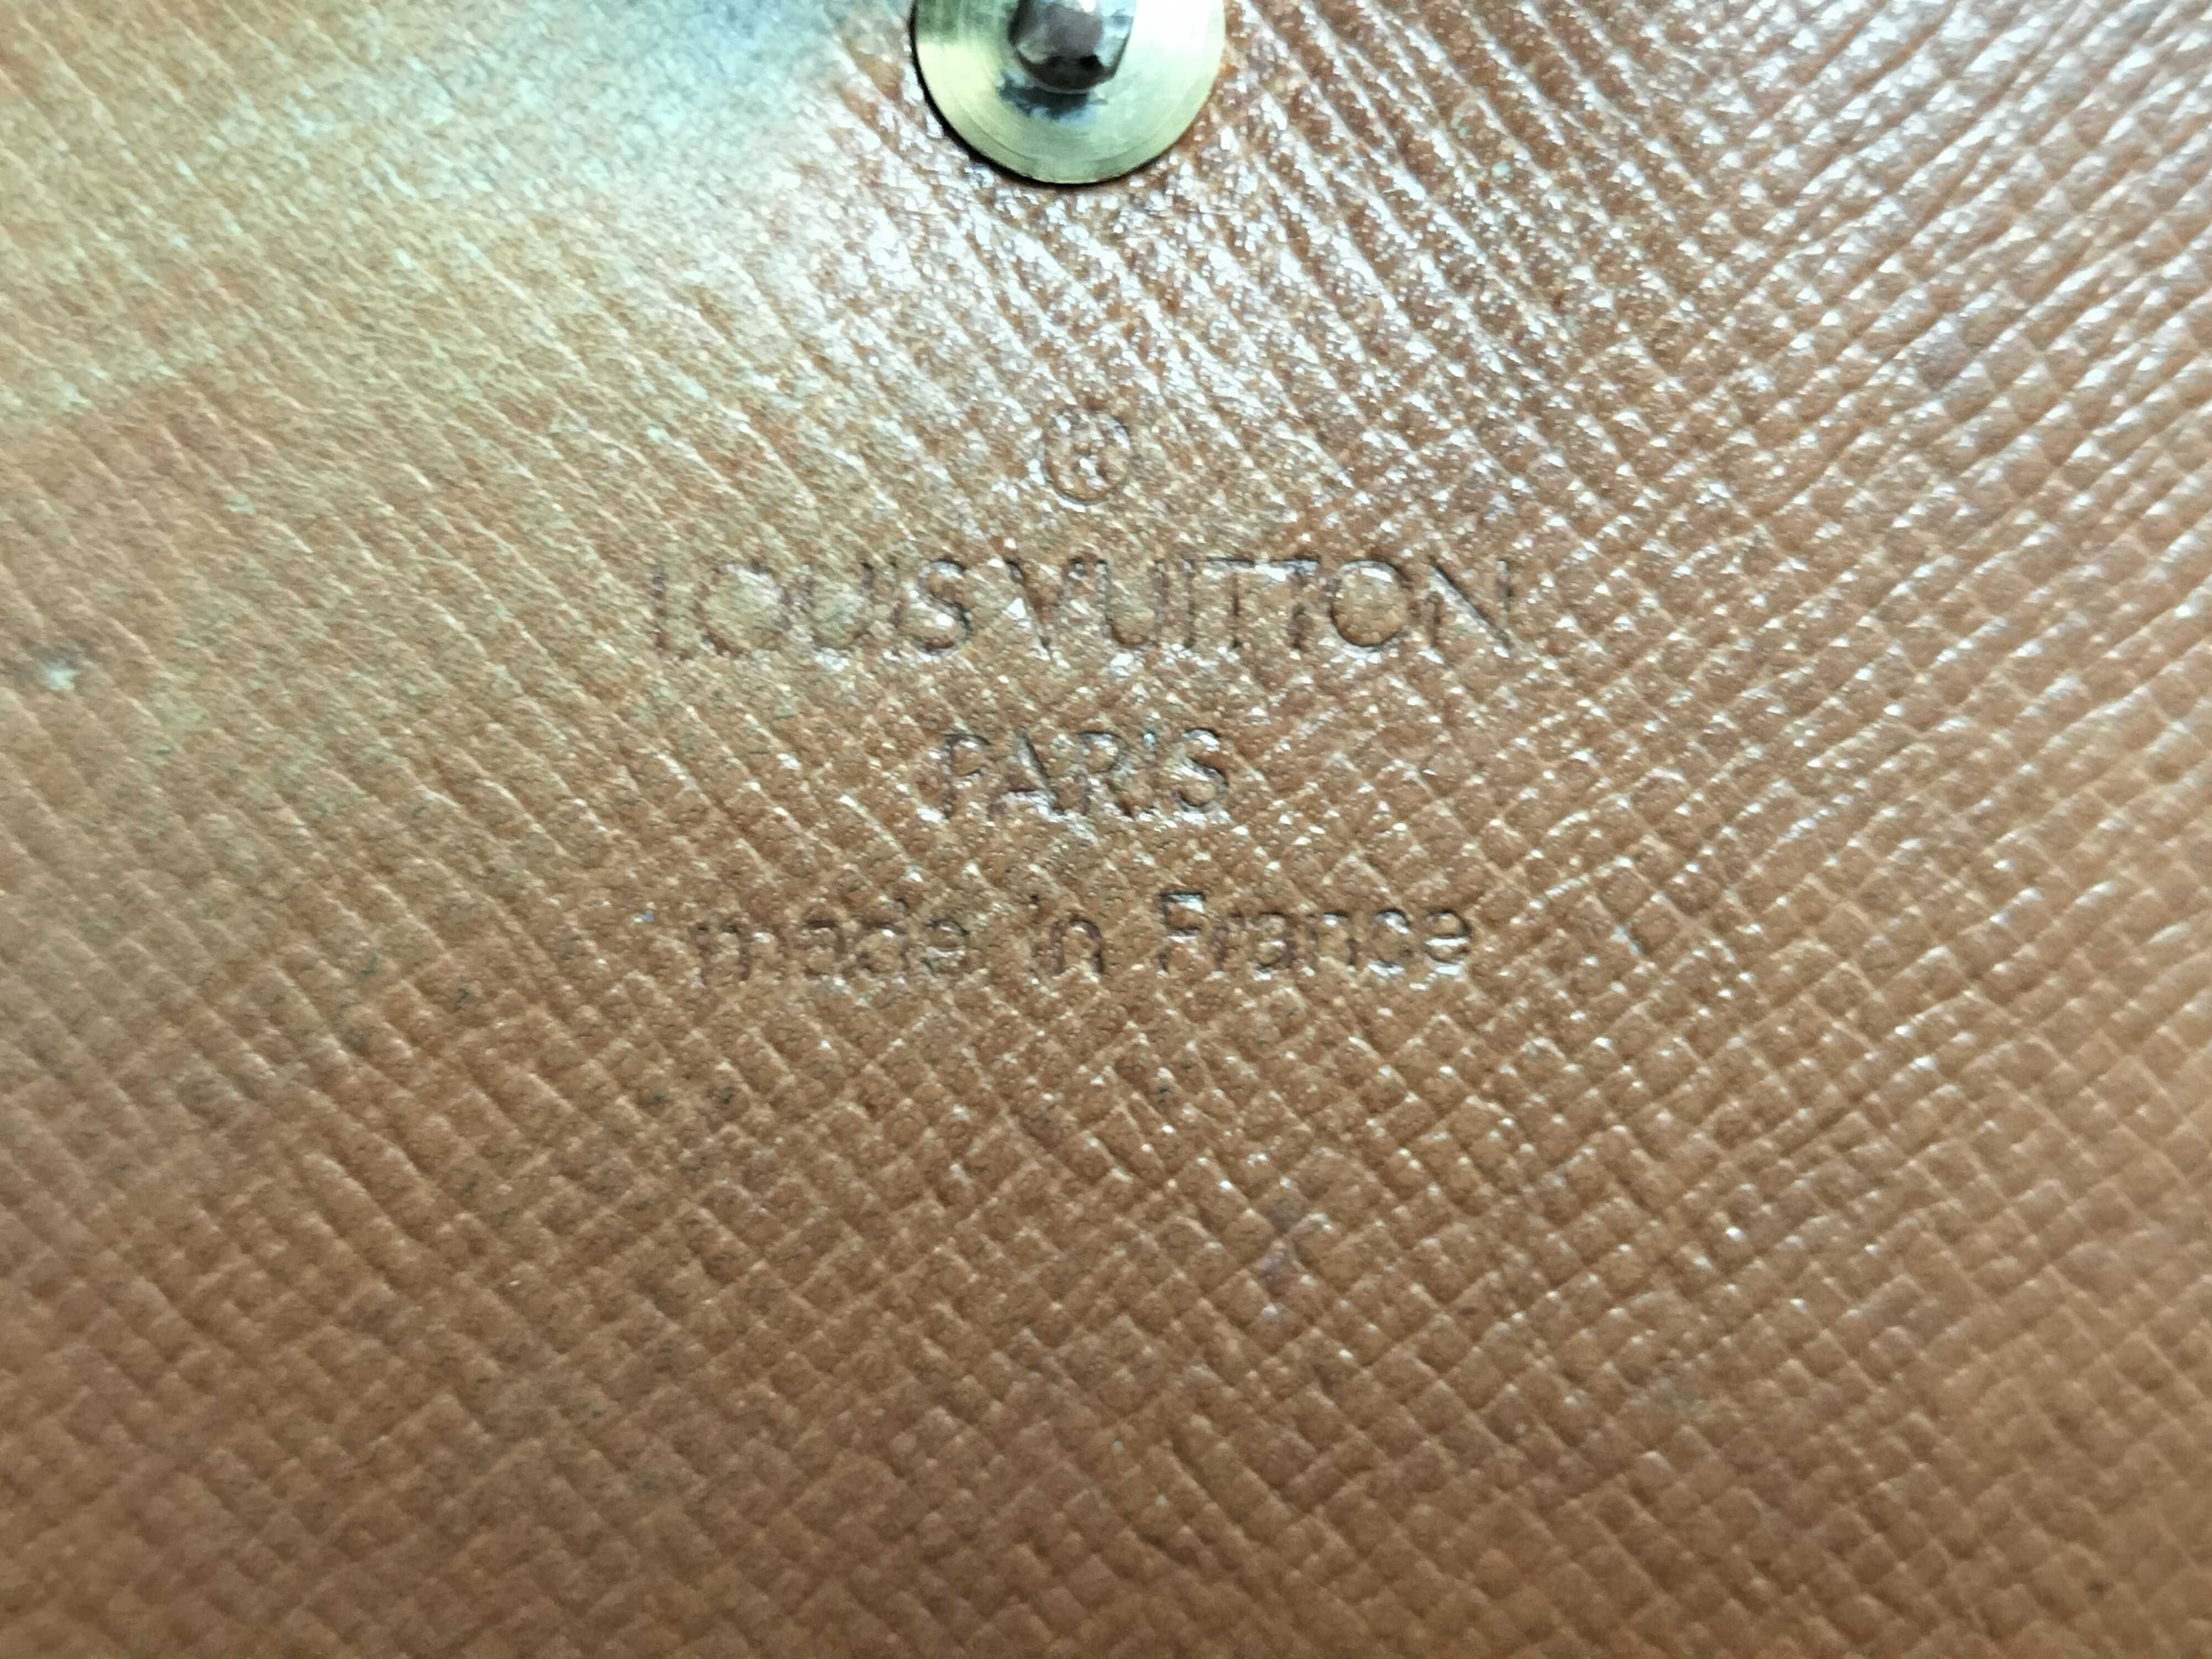 ®
LOUIS VUITTON
PARIS
made in France